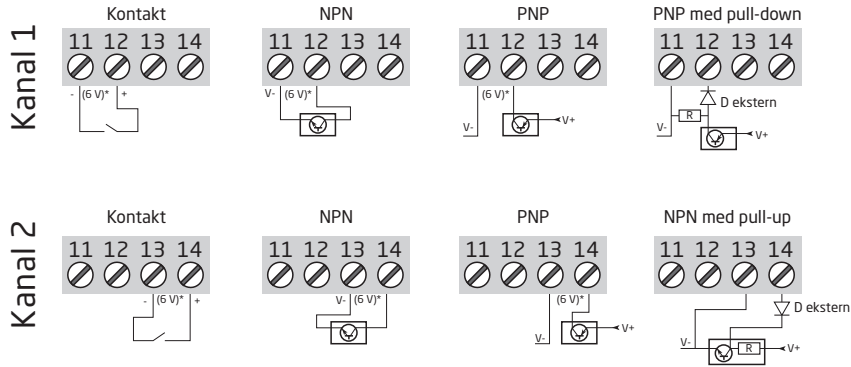 Kanal 1
Kontakt
11 12 13 14
- (6 V)* +
NPN
11 12 13 14
V- (6 V)*
PNP
11 12 13 14
(6 V)*
V-
V+
PNP med pull-down
11 12 13 14
D ekstern
R
V-
V+
Kanal 2
Kontakt
11 12 13 14
- (6 V)* +
NPN
11 12 13 14
V- (6 V)*
PNP
11 12 13 14
(6 V)*
V-
V+
NPN med pull-up
11 12 13 14
D ekstern
V-
R
V+